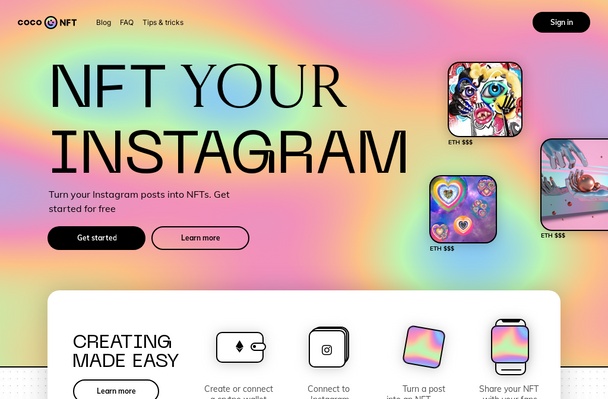 COCO NFT
Blog FAQ Tips & tricks
Sign in
NFT YOUR
INSTAGRAM
Turn your Instagram posts into NFTs. Get
started for free
Get started
Learn more
ETH $$$
ETH $$$
ETH $$$
CREATING
MADE EASY
Learn more
Create or connect
a crypto wallet
Connect to
Instagram
Turn a post
into an NFT
Share your NFT
with your fans